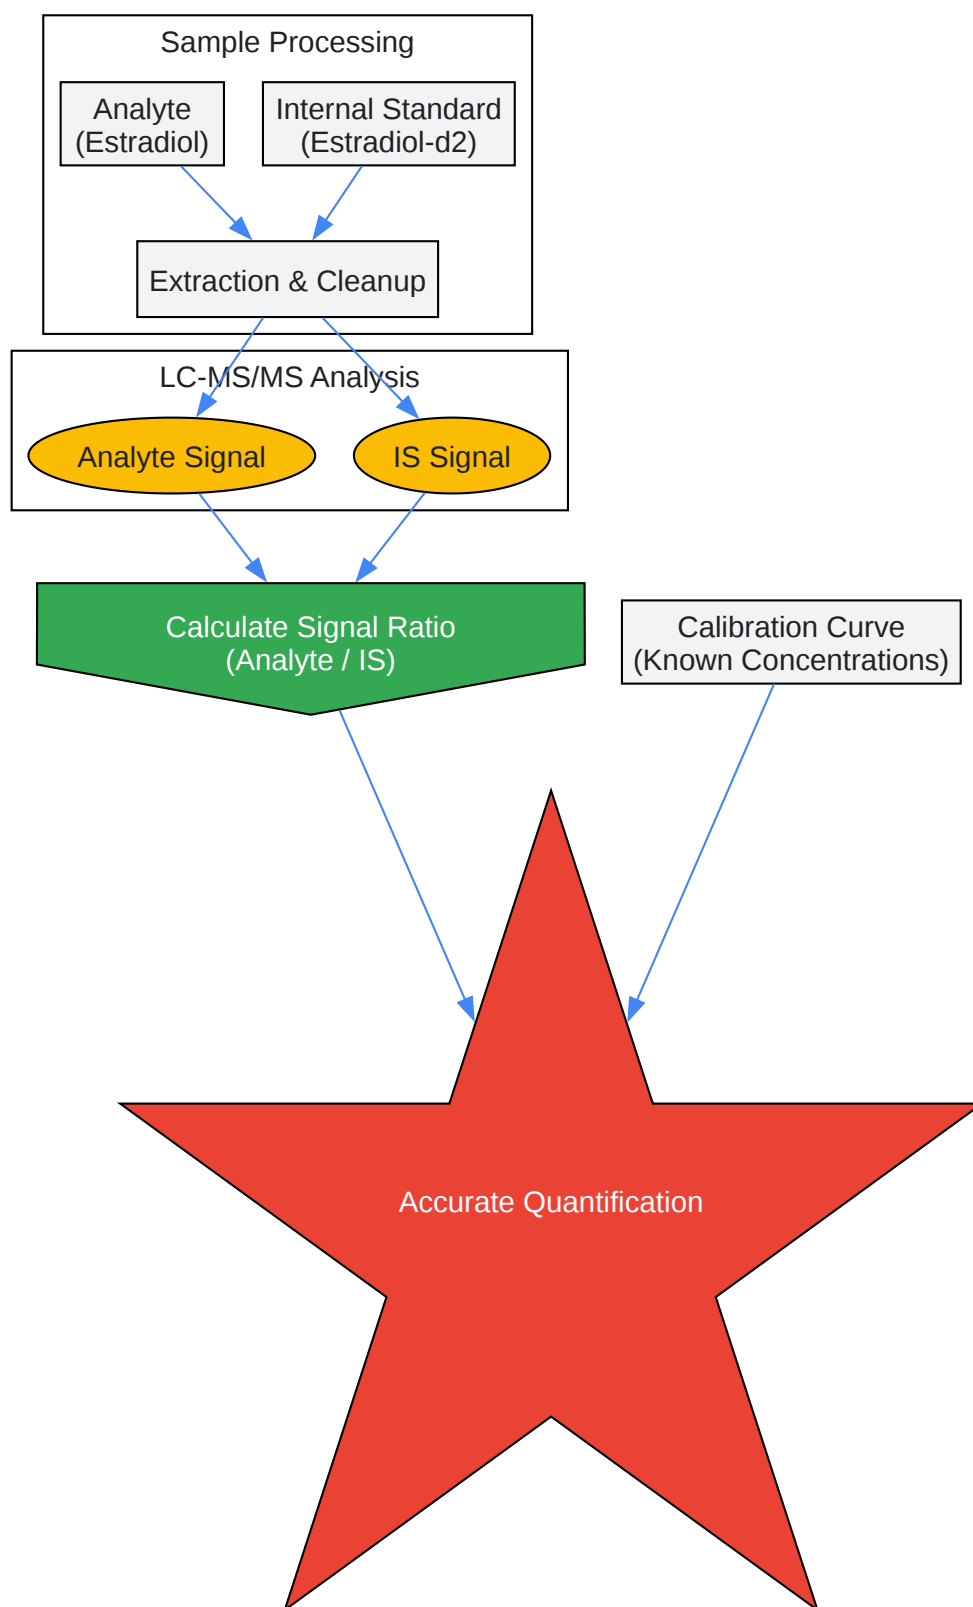 Sample Processing
Analyte
(Estradiol)
Internal Standard
(Estradiol-d2)
Extraction & Cleanup
LC-MS/MS Analysis
Analyte Signal
IS Signal
Calculate Signal Ratio
(Analyte / IS)
Calibration Curve
(Known Concentrations)
Accurate Quantification